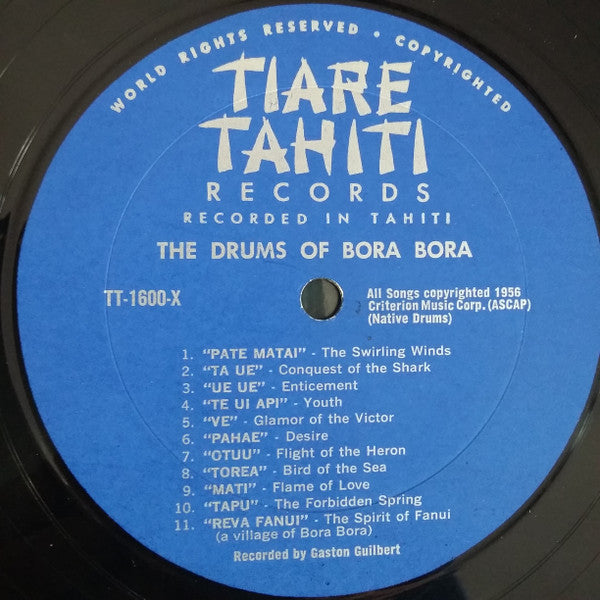 WORLD RIGHTS RESERVED • COPYRIGHTED
TIARE
TAHITI
RECORDS
RECORDED IN TAHITI
THE DRUMS OF BORA BORA
TT-1600-X
All Songs copyrighted 1956
Criterion Music Corp. (ASCAP)
(Native Drums)
1. "PATE MATAI" - The Swirling Winds
2. "TA UE" - Conquest of the Shark
3. "UE UE" - Enticement
4. "TE UI API" - Youth
5. "VE" - Glamor of the Victor
6. "PAHAE" - Desire
7. "OTUU" - Flight of the Heron
8. "TOREA" - Bird of the Sea
9. "MATI" - Flame of Love
10. "TAPU" - The Forbidden Spring
11. "REVA FANUI" - The Spirit of Fanui
(a village of Bora Bora)
Recorded by Gaston Guilbert